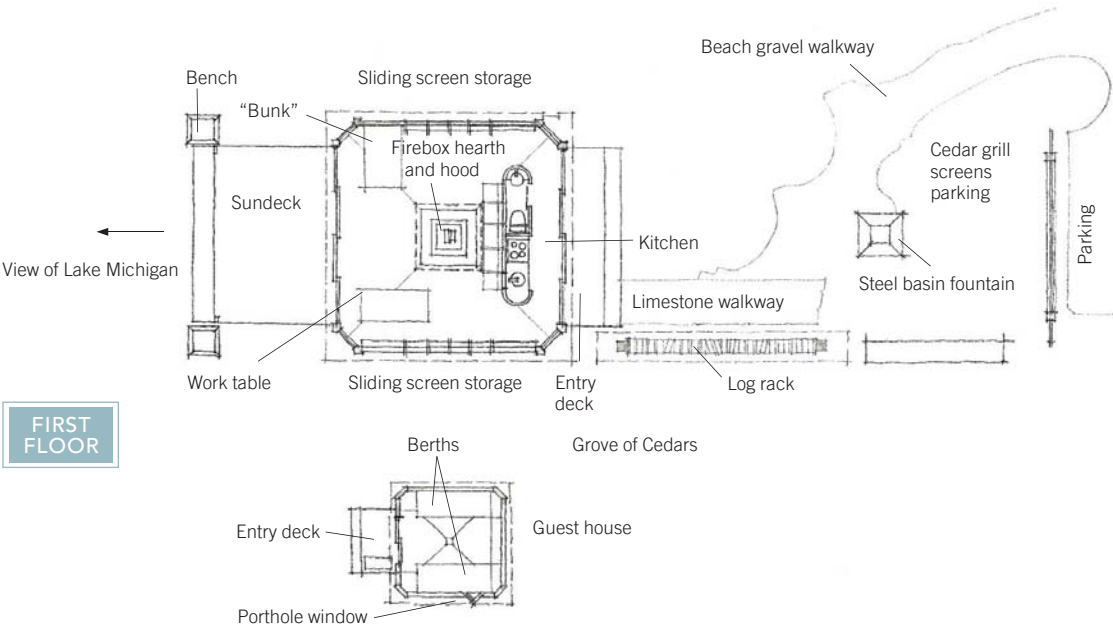 Beach gravel walkway
Bench
Sliding screen storage
“Bunk”
Firebox hearth
and hood
Cedar grill
screens
parking
Sundeck
Parking
Kitchen
View of Lake Michigan
Steel basin fountain
Limestone walkway
Work table
Sliding screen storage
Entry
deck
Log rack
FIRST
FLOOR
Berths
Grove of Cedars
Entry deck
Guest house
Porthole window